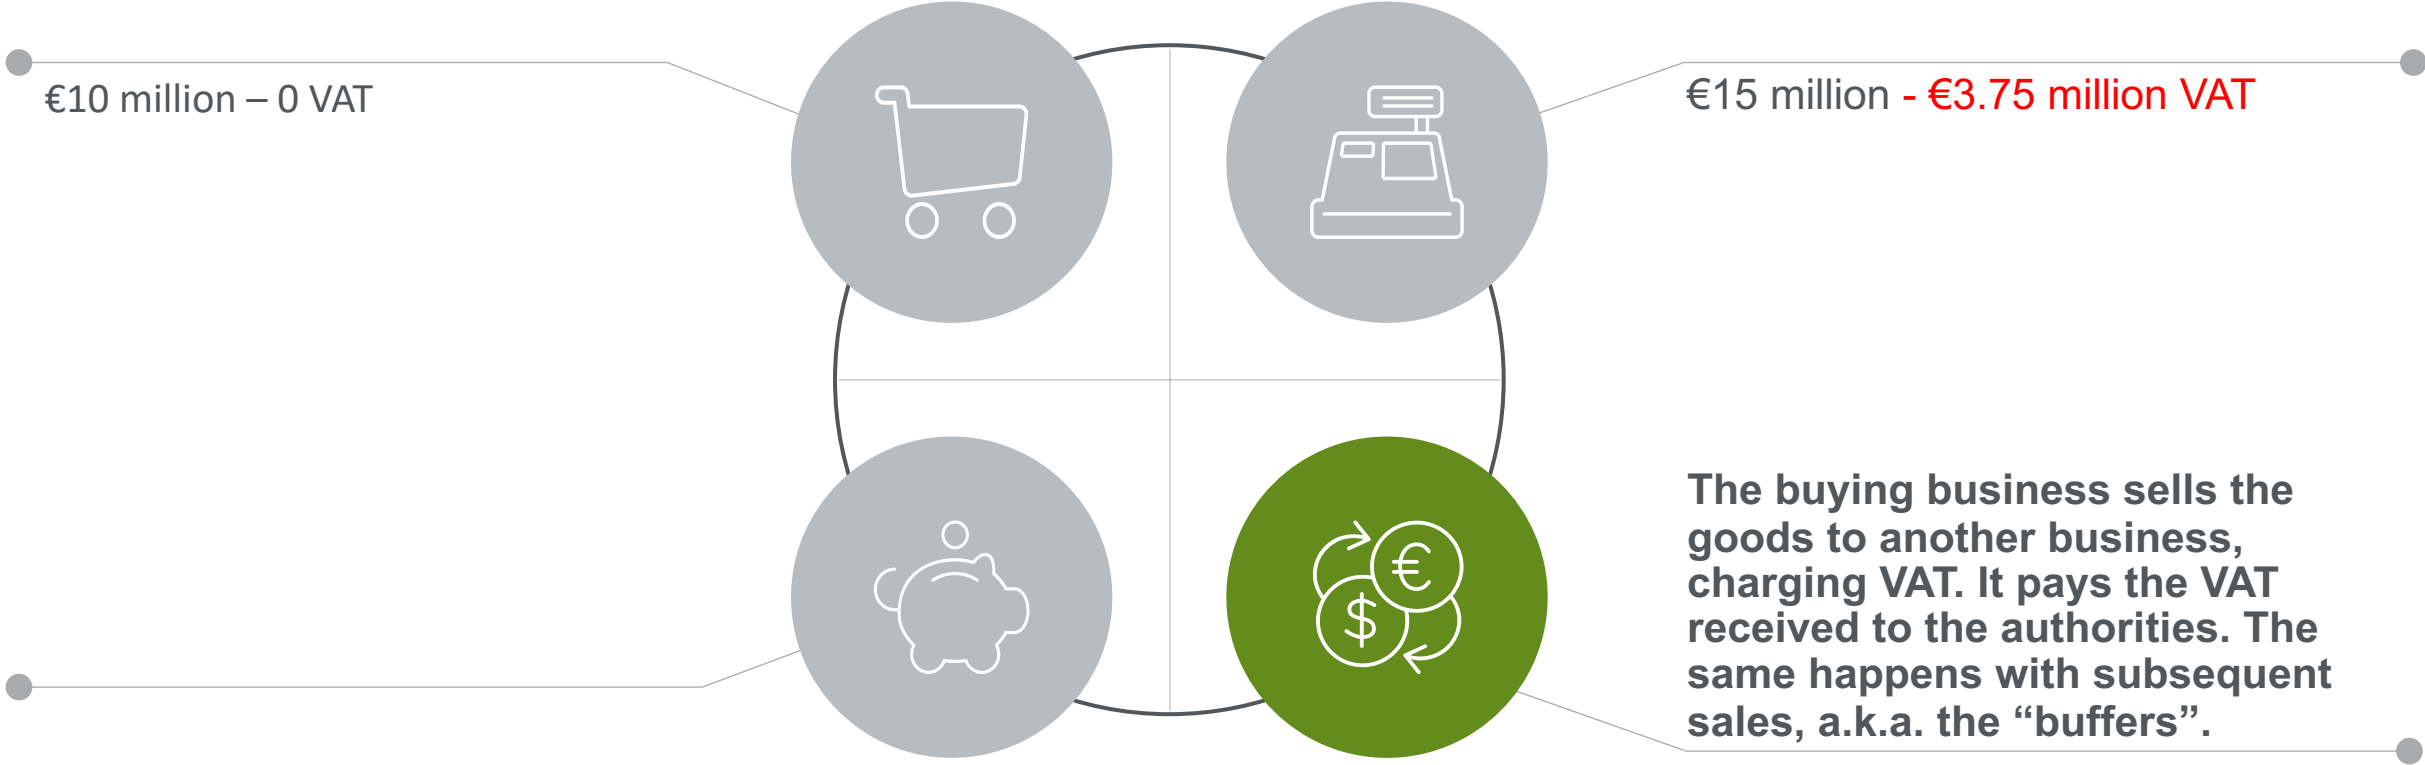 €10 million – 0 VAT
€15 million - €3.75 million VAT
€
$
The buying business sells the
goods to another business,
charging VAT. It pays the VAT
received to the authorities. The
same happens with subsequent
sales, a.k.a. the “buffers”.